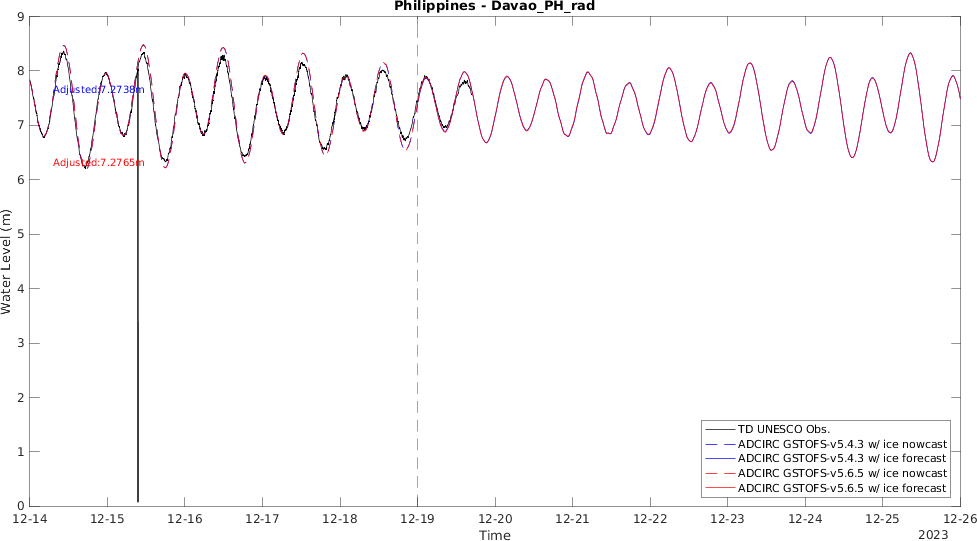 Philippines - Davao_PH_rad
9
8
7
6
5
4
3
2
1
0
Water Level (m)
Adjusted:7.2738m
Adjusted:7.2765m
TD UNESCO Obs.
ADCIRC GSTOFS-v5.4.3 w/ ice nowcast
ADCIRC GSTOFS-v5.4.3 w/ ice forecast
ADCIRC GSTOFS-v5.6.5 w/ ice nowcast
ADCIRC GSTOFS-v5.6.5 w/ ice forecast
12-14 12-15 12-16 12-17 12-18 12-19 12-20 12-21 12-22 12-23 12-24 12-25 12-26
Time
2023